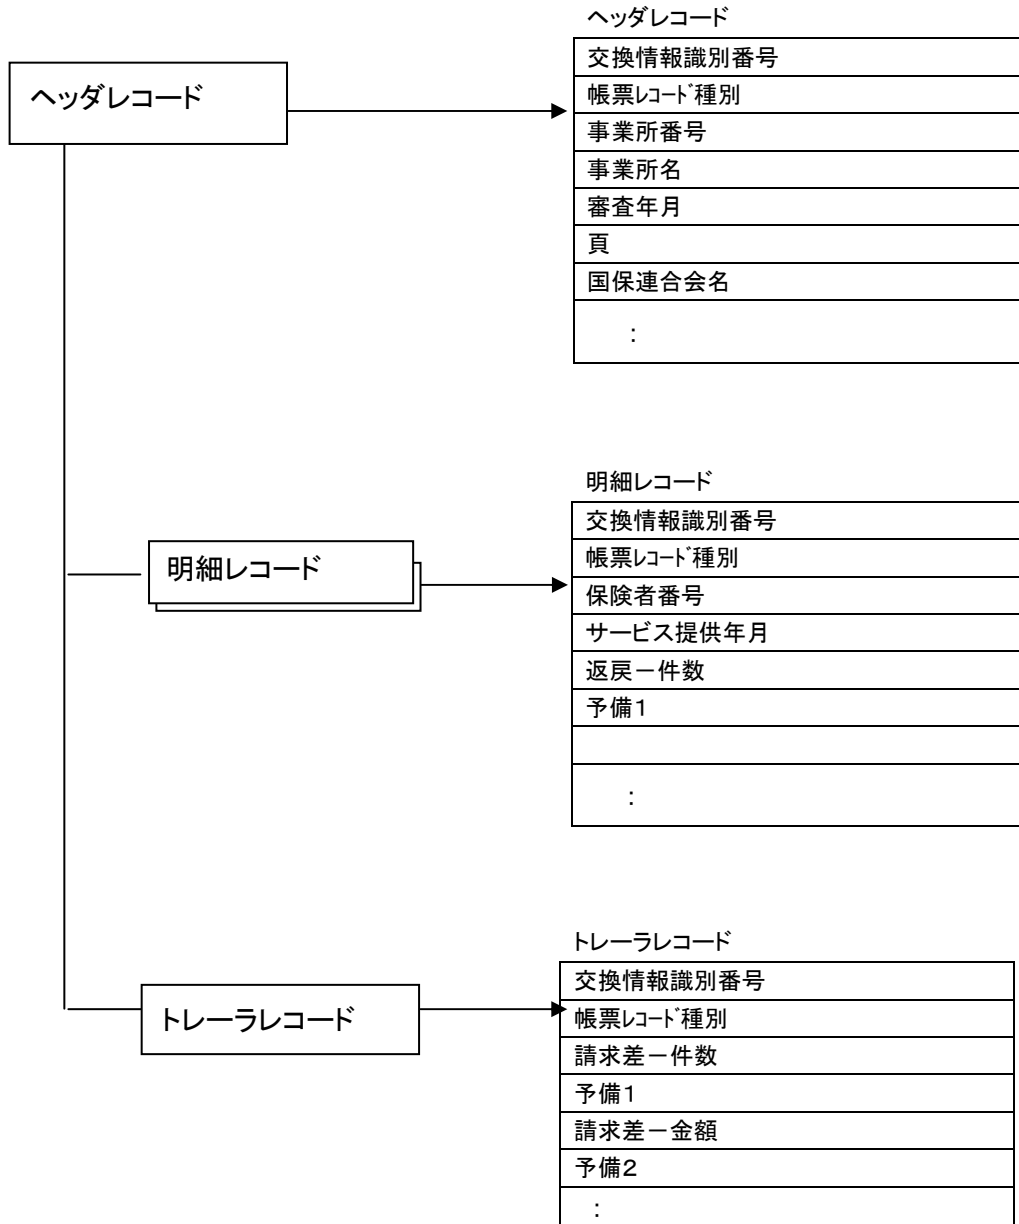 ヘッダレコード
ヘッダレコード
交換情報識別番号
帳票ﾚｺｰﾄﾞ種別
事業所番号
事業所名
審査年月
頁
国保連合会名
：
明細レコード
明細レコード
交換情報識別番号
帳票ﾚｺｰﾄﾞ種別
保険者番号
サービス提供年月
返戻－件数
予備１
：
トレーラレコード
トレーラレコード
交換情報識別番号
帳票ﾚｺｰﾄﾞ種別
請求差－件数
予備１
請求差－金額
予備２
：